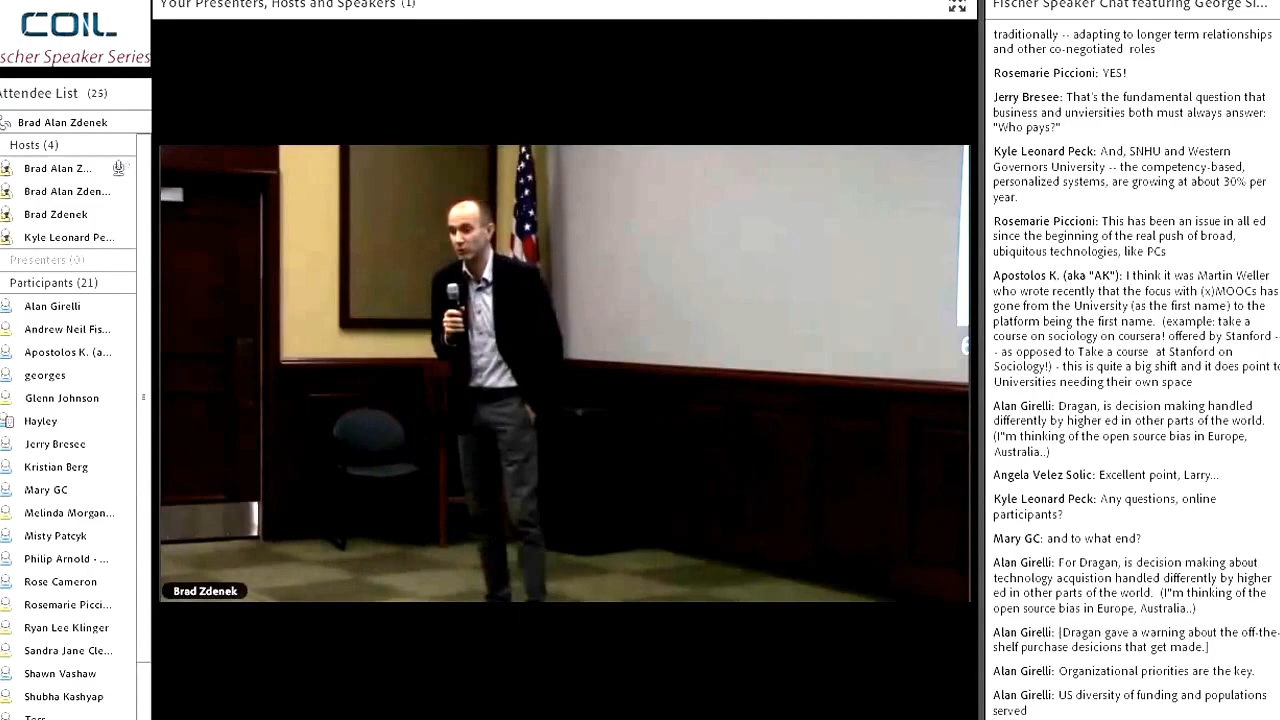 COIL
scher Speaker Series
Attendee List (25)
Brad Alan Zdenek
Hosts (4)
Brad Alan Z...
Brad Alan Zden...
Brad Zdenek
Kyle Leonard Pe...
Presenters (0)
Participants (21)
Alan Girelli
Andrew Neil Fis...
Apostolos K. (a...
georges
Glenn Johnson
Hayley
Jerry Bresee
Kristian Berg
Mary GC
Melinda Morgan...
Misty Patcyk
Philip Arnold - ...
Rose Cameron
Rosemarie Picci...
Ryan Lee Klinger
Sandra Jane Cle...
Shawn Vashaw
Shubha Kashyap
Your Presenters, Hosts and Speakers (1)
Brad Zdenek
Fischer Speaker Chat featuring George Si...
traditionally -- adapting to longer term relationships
and other co-negotiated roles
Rosemarie Piccioni: YES!
Jerry Bresee: That's the fundamental question that
business and unviersities both must always answer:
"Who pays?"
Kyle Leonard Peck: And, SNHU and Western
Governors University -- the competency-based,
personalized systems, are growing at about 30% per
year.
Rosemarie Piccioni: This has been an issue in all ed
since the beginning of the real push of broad,
ubiquitous technologies, like PCs
Apostolos K. (aka "AK"): I think it was Martin Weller
who wrote recently that the focus with (x)MOOCs has
gone from the University (as the first name) to the
platform being the first name. (example: take a
course on sociology on coursera! offered by Stanford -
- as opposed to Take a course at Stanford on
Sociology!) - this is quite a big shift and it does point to
Universities needing their own space
Alan Girelli: Dragan, is decision making handled
differently by higher ed in other parts of the world.
(I"m thinking of the open source bias in Europe,
Australia..)
Angela Velez Solic: Excellent point, Larry...
Kyle Leonard Peck: Any questions, online
participants?
Mary GC: and to what end?
Alan Girelli: For Dragan, is decision making about
technology acquistion handled differently by higher
ed in other parts of the world. (I"m thinking of the
open source bias in Europe, Australia..)
Alan Girelli: [Dragan gave a warning about the off-the-
shelf purchase desicions that get made.]
Alan Girelli: Organizational priorities are the key.
Alan Girelli: US diversity of funding and populations
served